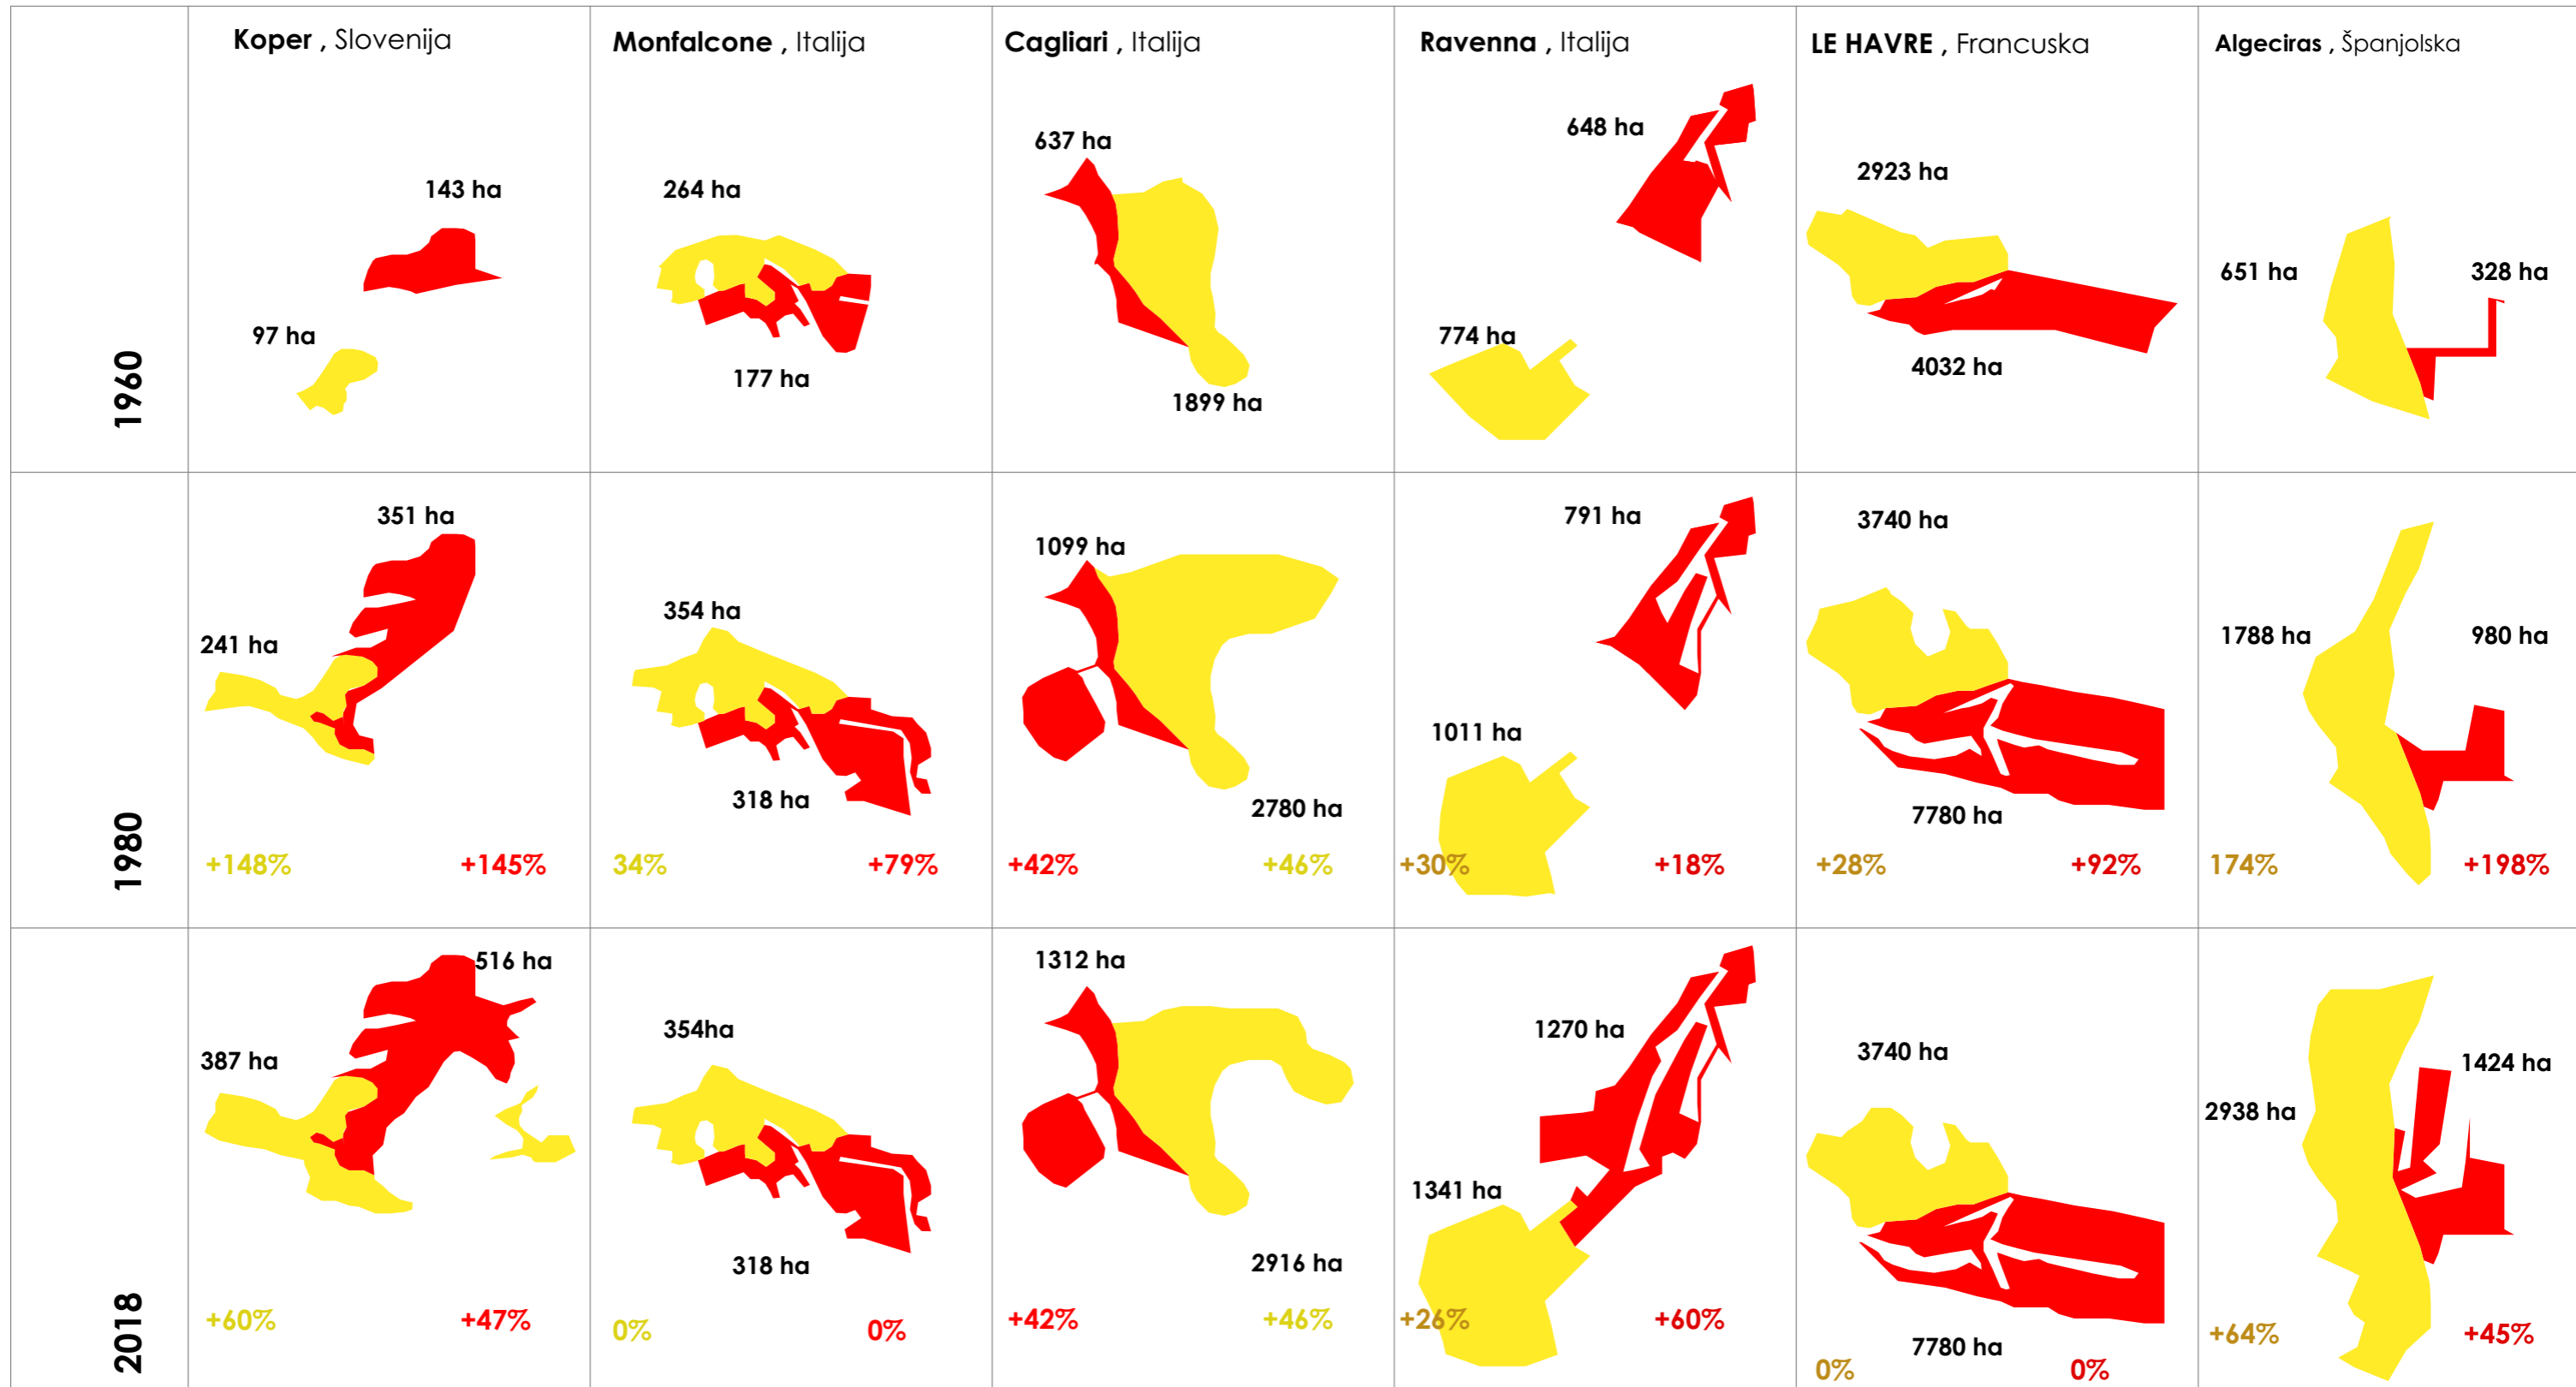 Koper , Slovenija
Monfalcone , Italija
Cagliari , Italija
Ravenna , Italija
LE HAVRE , Francuska
Algeciras , Španjolska
1960
143 ha
97 ha
264 ha
177 ha
637 ha
1899 ha
648 ha
774 ha
2923 ha
4032 ha
651 ha
328 ha
1980
351 ha
241 ha
+148%
+145%
354 ha
318 ha
34%
+79%
1099 ha
2780 ha
+42%
+46%
791 ha
1011 ha
+30%
+18%
3740 ha
7780 ha
+28%
+92%
1788 ha
980 ha
174%
+198%
2018
516 ha
387 ha
+60%
+47%
354ha
318 ha
0%
0%
1312 ha
2916 ha
+42%
+46%
1270 ha
1341 ha
+26%
+60%
3740 ha
7780 ha
0%
0%
1424 ha
2938 ha
+64%
+45%